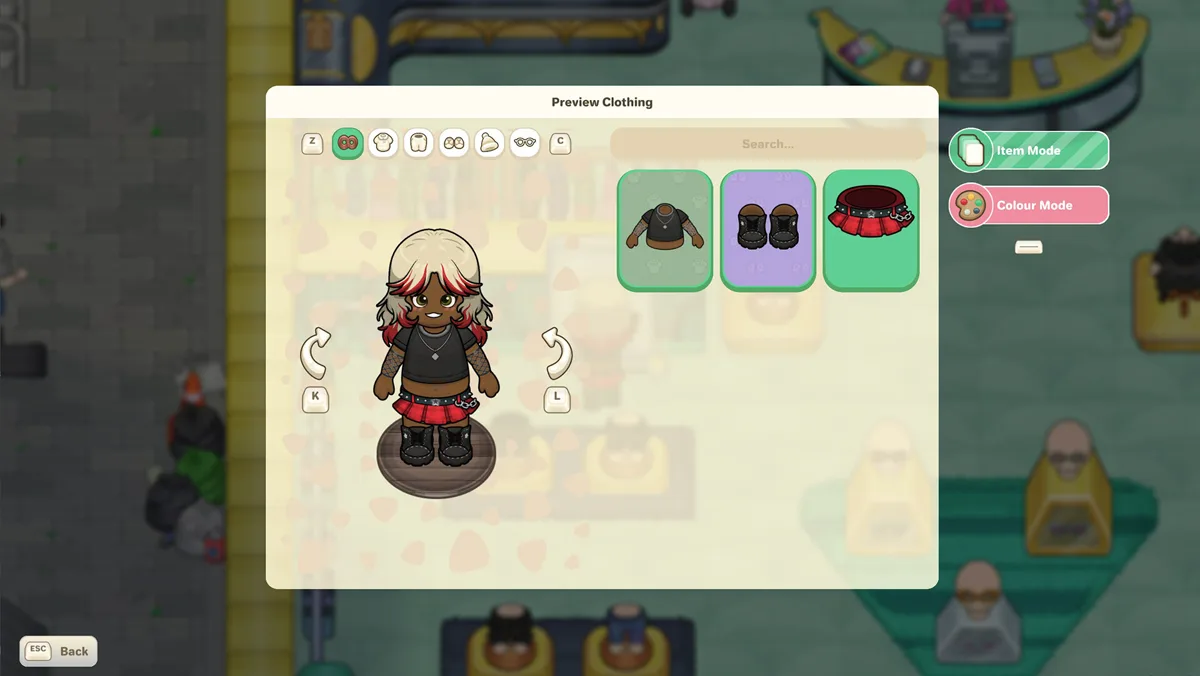 Preview Clothing
Z
C
Search...
Item Mode
Colour Mode
K
L
ESC
Back